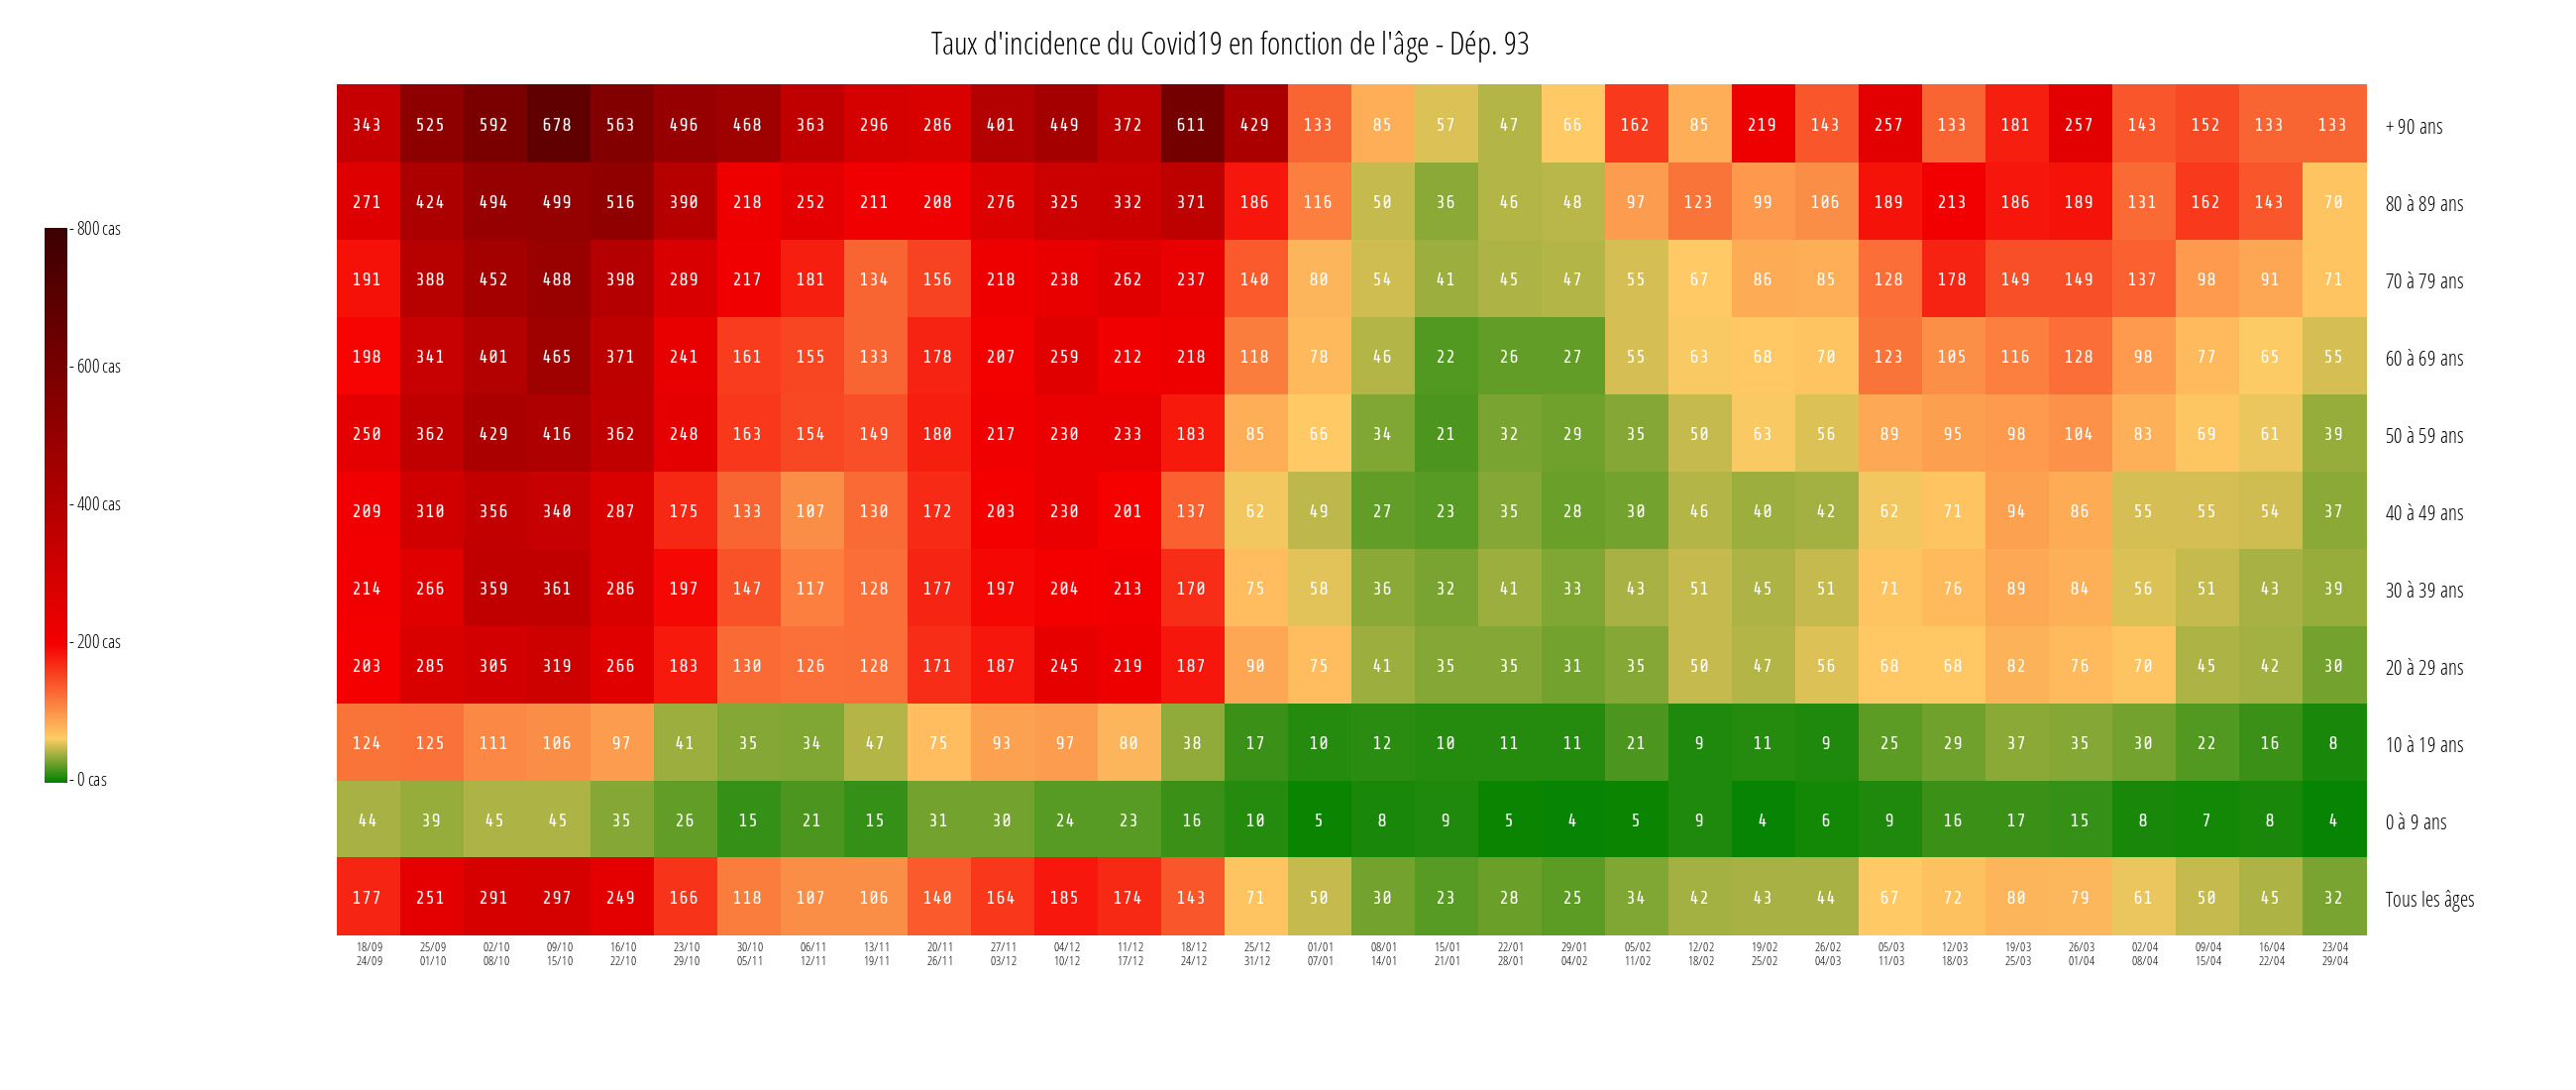 Taux d'incidence du Covid19 en fonction de l'âge - Dép. 93
- 800 cas
- 600 cas
- 400 cas
- 200 cas
- 0 cas
343 525 592 678 563 496 468 363 296 286 401 449 372 611 429 133 85 57 47 66 162 85 219 143 257 133 181 257 143 152 133 133 + 90 ans
271 424 494 499 516 390 218 252 211 208 276 325 332 371 186 116 50 36 46 48 97 123 99 106 189 213 186 189 131 162 143 70 80 à 89 ans
191 388 452 488 398 289 217 181 134 156 218 238 262 237 140 80 54 41 45 47 55 67 86 85 128 178 149 149 137 98 91 71 70 à 79 ans
198 341 401 465 371 241 161 155 133 178 207 259 212 218 118 78 46 22 26 27 55 63 68 70 123 105 116 128 98 77 65 55 60 à 69 ans
250 362 429 416 362 248 163 154 149 180 217 230 233 183 85 66 34 21 32 29 35 50 63 56 89 95 98 104 83 69 61 39 50 à 59 ans
209 310 356 340 287 175 133 107 130 172 203 230 201 137 62 49 27 23 35 28 30 46 40 42 62 71 94 86 55 55 54 37 40 à 49 ans
214 266 359 361 286 197 147 117 128 177 197 204 213 170 75 58 36 32 41 33 43 51 45 51 71 76 89 84 56 51 43 39 30 à 39 ans
203 285 305 319 266 183 130 126 128 171 187 245 219 187 90 75 41 35 35 31 35 50 47 56 68 68 82 76 70 45 42 30 20 à 29 ans
124 125 111 106 97 41 35 34 47 75 93 97 80 38 17 10 12 10 11 11 21 9 11 9 25 29 37 35 30 22 16 8 10 à 19 ans
44 39 45 45 35 26 15 21 15 31 30 24 23 16 10 5 8 9 5 4 5 9 4 6 9 16 17 15 8 7 8 4 0 à 9 ans
177 251 291 297 249 166 118 107 106 140 164 185 174 143 71 50 30 23 28 25 34 42 43 44 67 72 80 79 61 50 45 32 Tous les âges
18/09 25/09 02/10 09/10 16/10 23/10 30/10 06/11 13/11 20/11 27/11 04/12 11/12 18/12 25/12 01/01 08/01 15/01 22/01 29/01 05/02 12/02 19/02 26/02 05/03 12/03 19/03 26/03 02/04 09/04 16/04 23/04
24/09 01/10 08/10 15/10 22/10 29/10 05/11 12/11 19/11 26/11 03/12 10/12 17/12 24/12 31/12 07/01 14/01 21/01 28/01 04/02 11/02 18/02 25/02 04/03 11/03 18/03 25/03 01/04 08/04 15/04 22/04 29/04